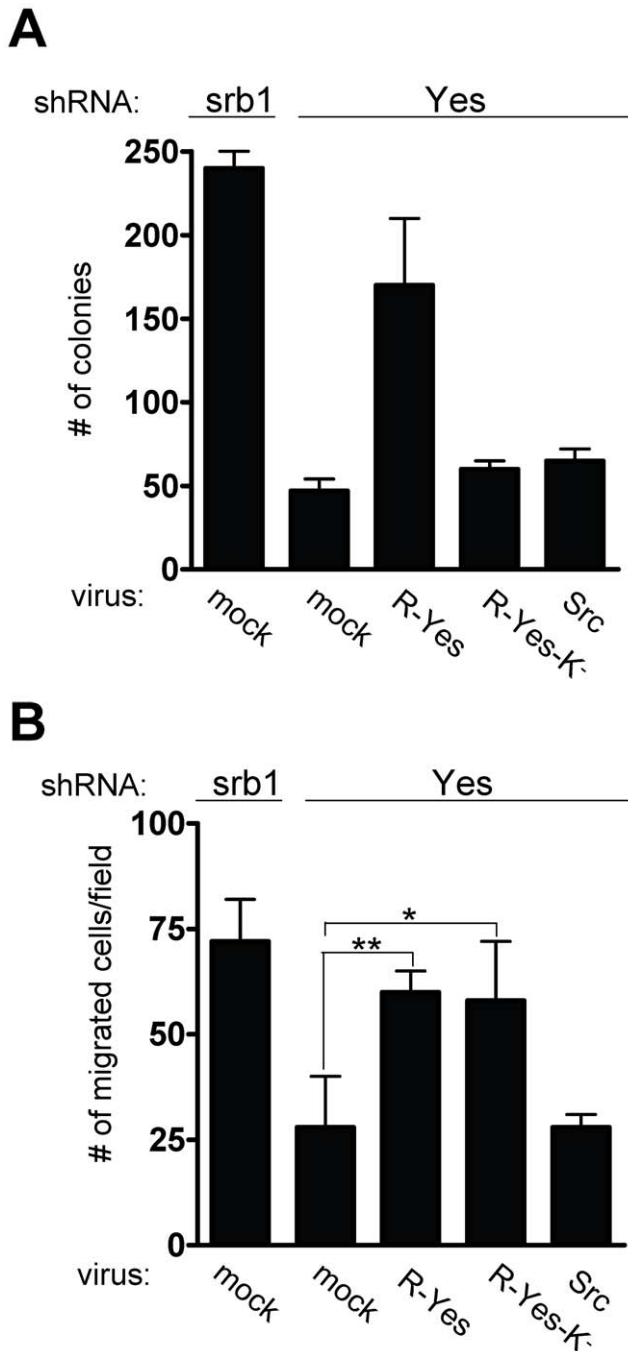 A
shRNA: srb1 Yes
250
200
150
100
50
0
# of colonies
virus: mock mock R-Yes R-Yes-K- Src
B
shRNA: srb1 Yes
100
75
50
25
0
# of migrated cells/field
*
**
virus: mock mock R-Yes R-Yes-K- Src